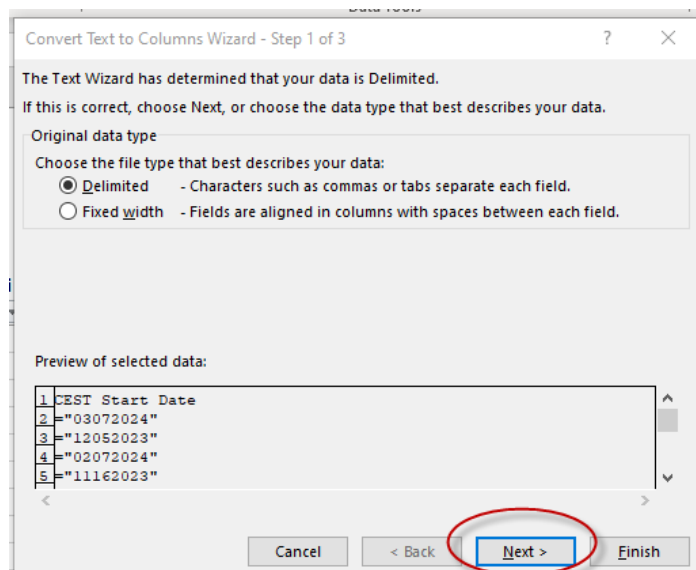 Data Tools
Convert Text to Columns Wizard - Step 1 of 3 ?
The Text Wizard has determined that your data is Delimited.
If this is correct, choose Next, or choose the data type that best describes your data.
Original data type
Choose the file type that best describes your data:
Delimited - Characters such as commas or tabs separate each field.
Fixed width - Fields are aligned in columns with spaces between each field.
Preview of selected data:
1 CEST Start Date
2 ="03072024"
3 ="12052023"
4 ="02072024"
5 ="11162023"
Cancel < Back Next > Finish